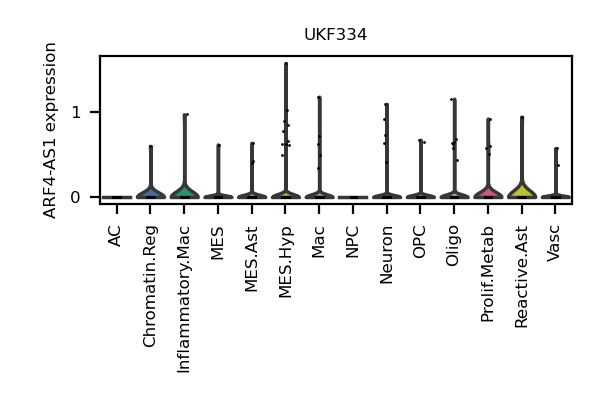 UKF334
ARF4-AS1 expression
1
0
AC
Chromatin.Reg
Inflammatory.Mac
MES
MES.Ast
MES.Hyp
Mac
NPC
Neuron
OPC
Oligo
Prolif.Metab
Reactive.Ast
Vasc